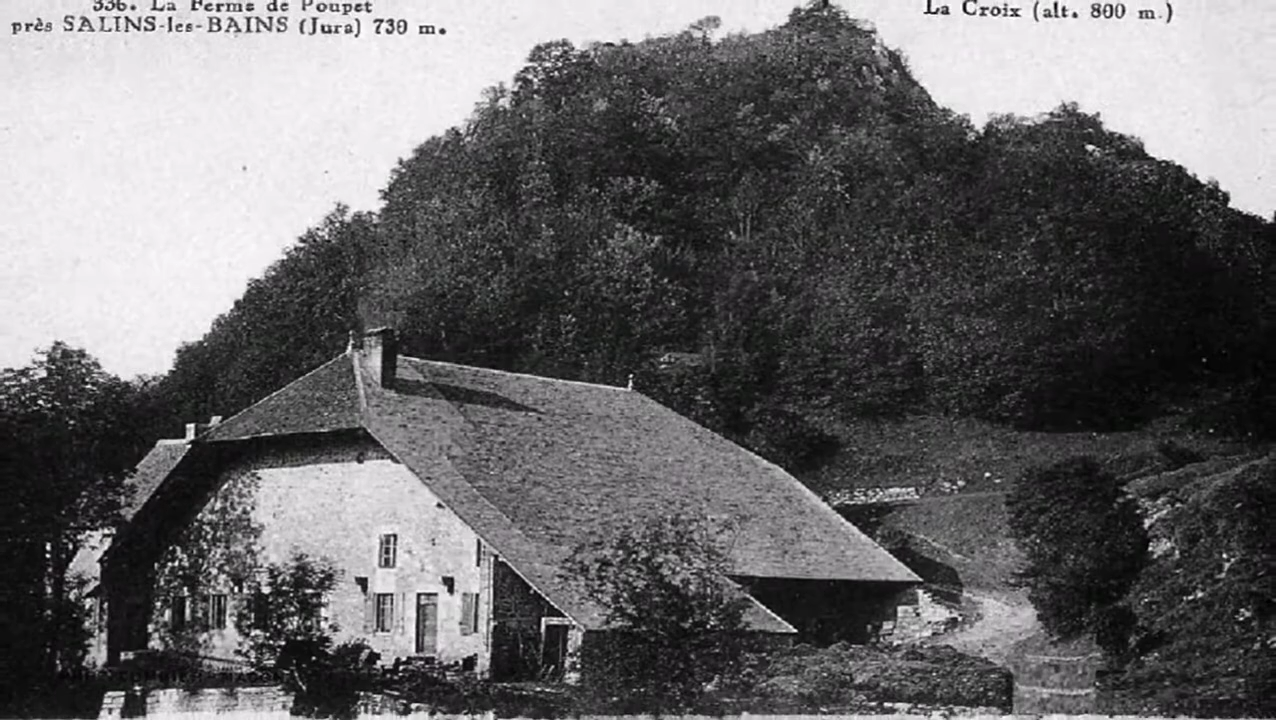 336. La Ferme de Poupet
près SALINS-les-BAINS (Jura) 730 m.
La Croix (alt. 800 m.)